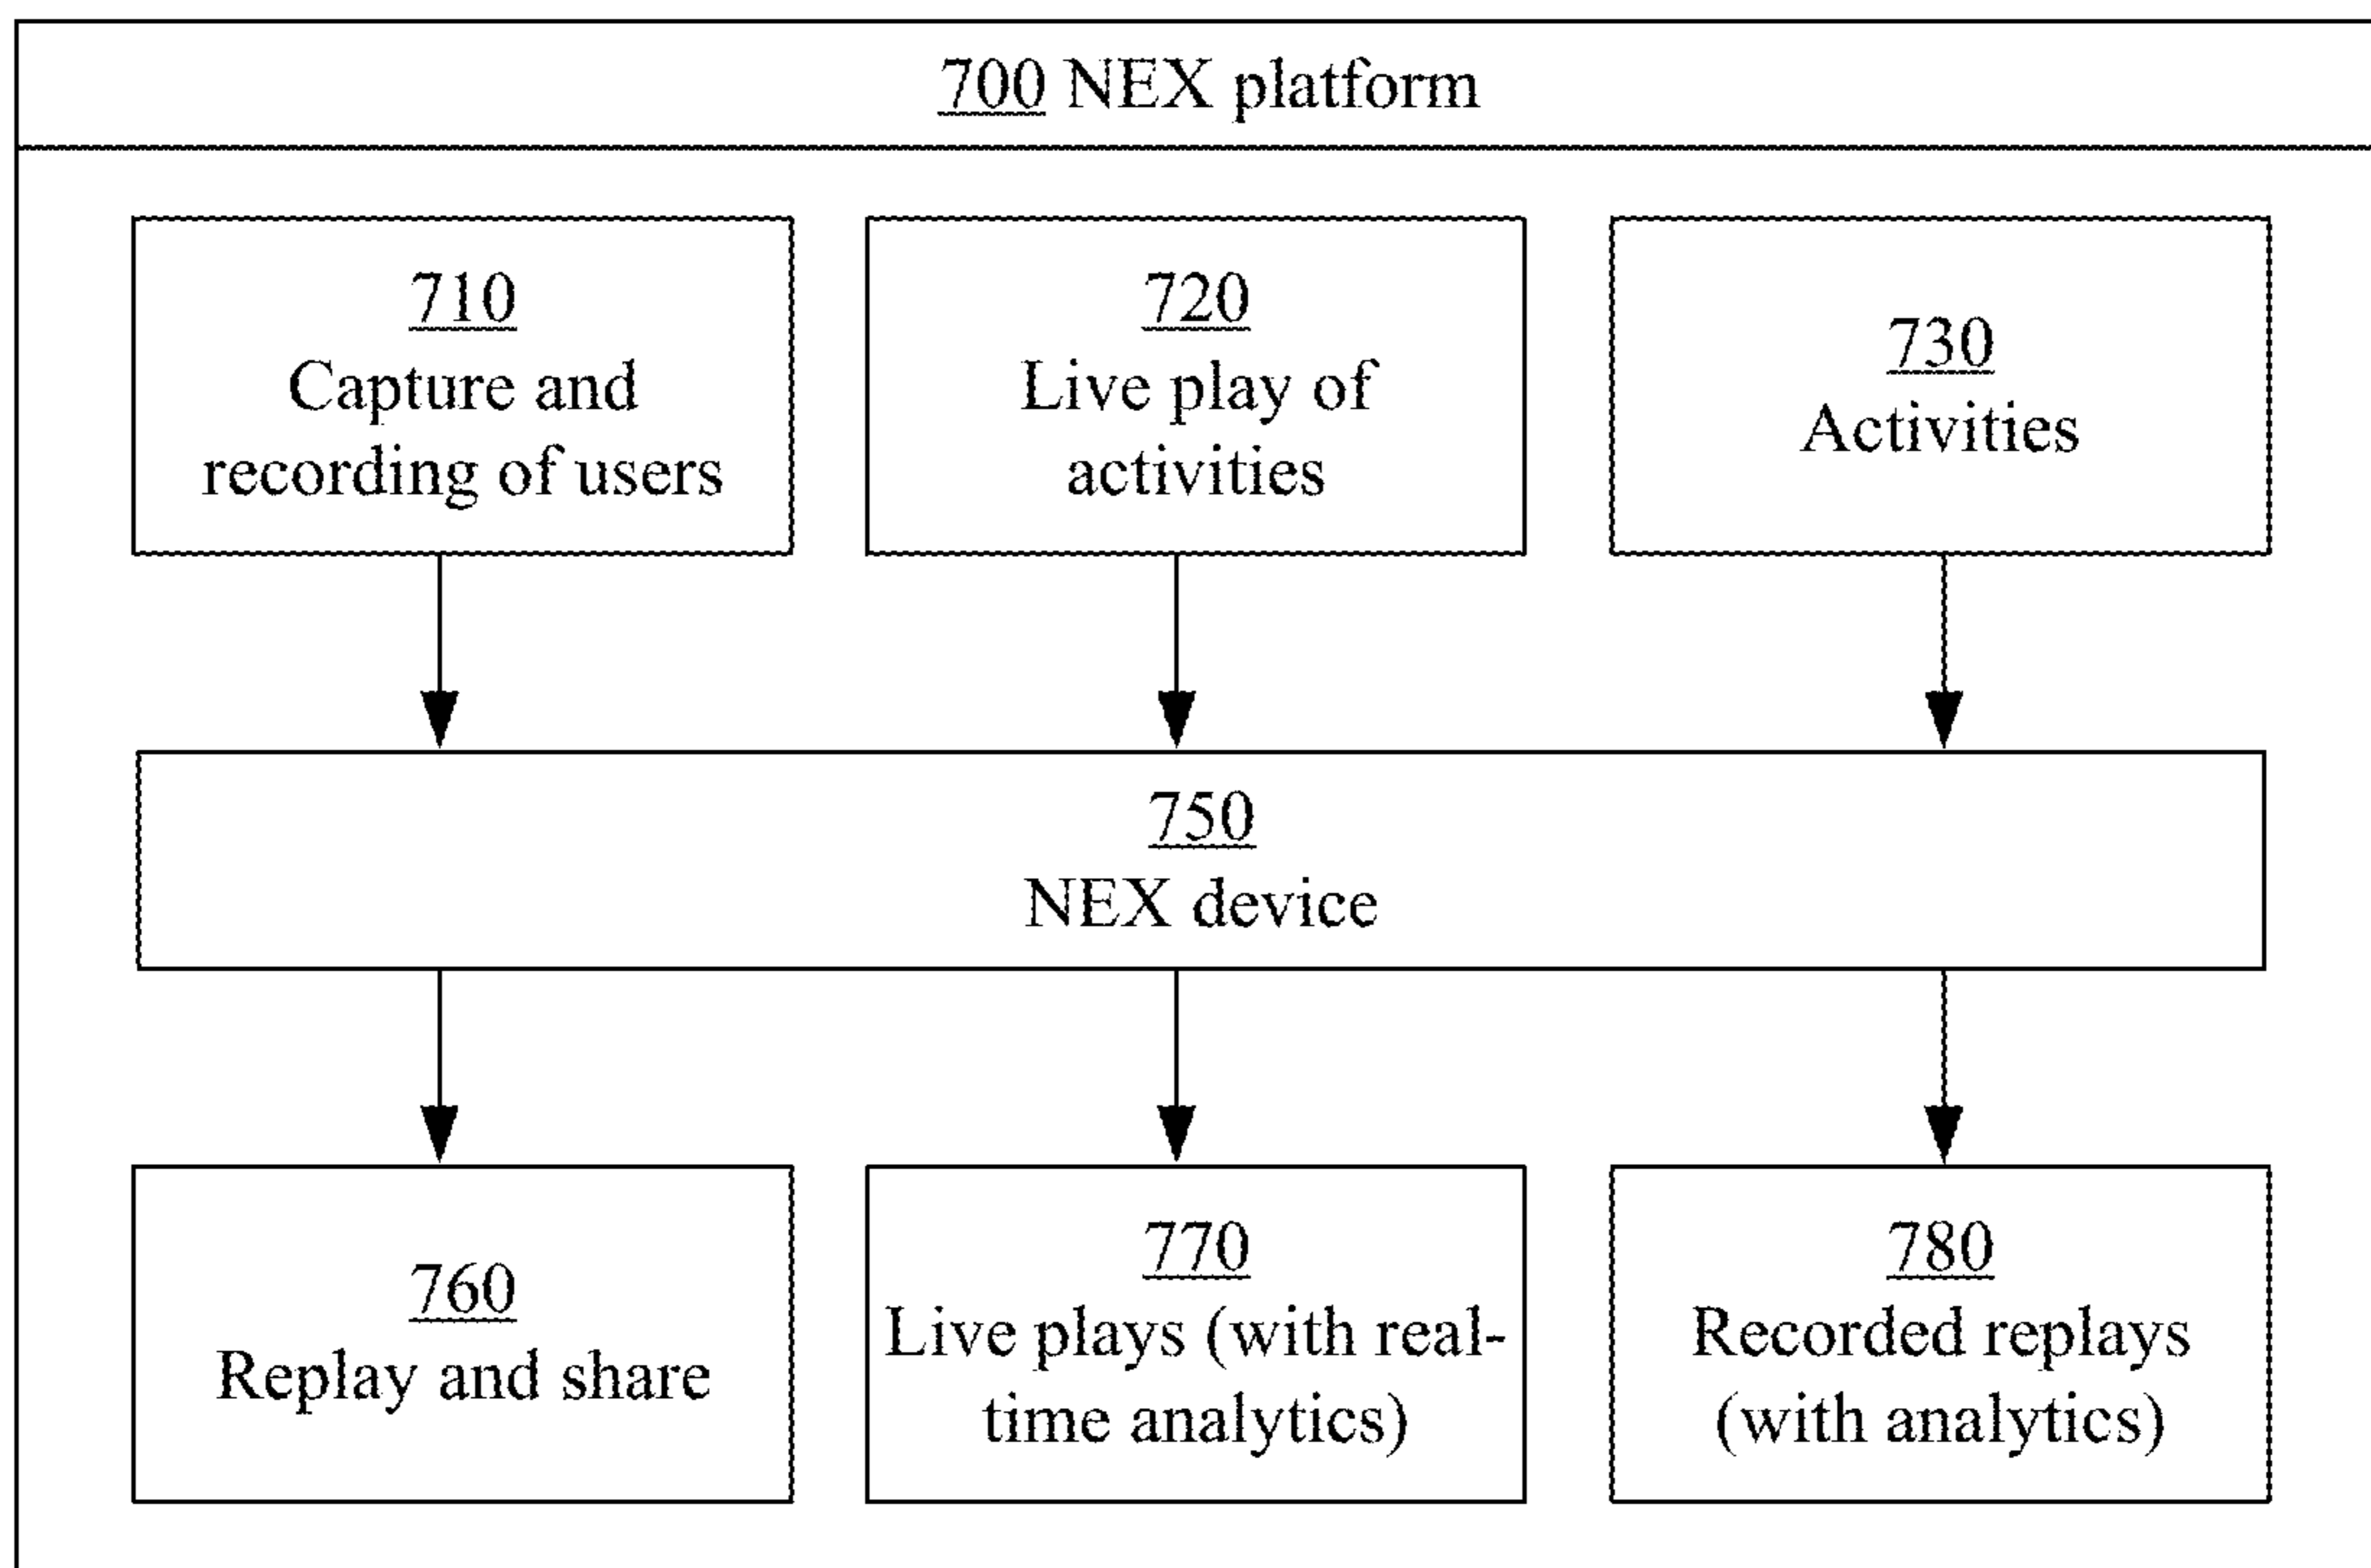 700 NEX platform
710
Capture and
recording of users
720
Live play of
activities
730
Activities
750
NEX device
760
Replay and share
770
Live plays (with real-
time analytics)
780
Recorded replays
(with analytics)